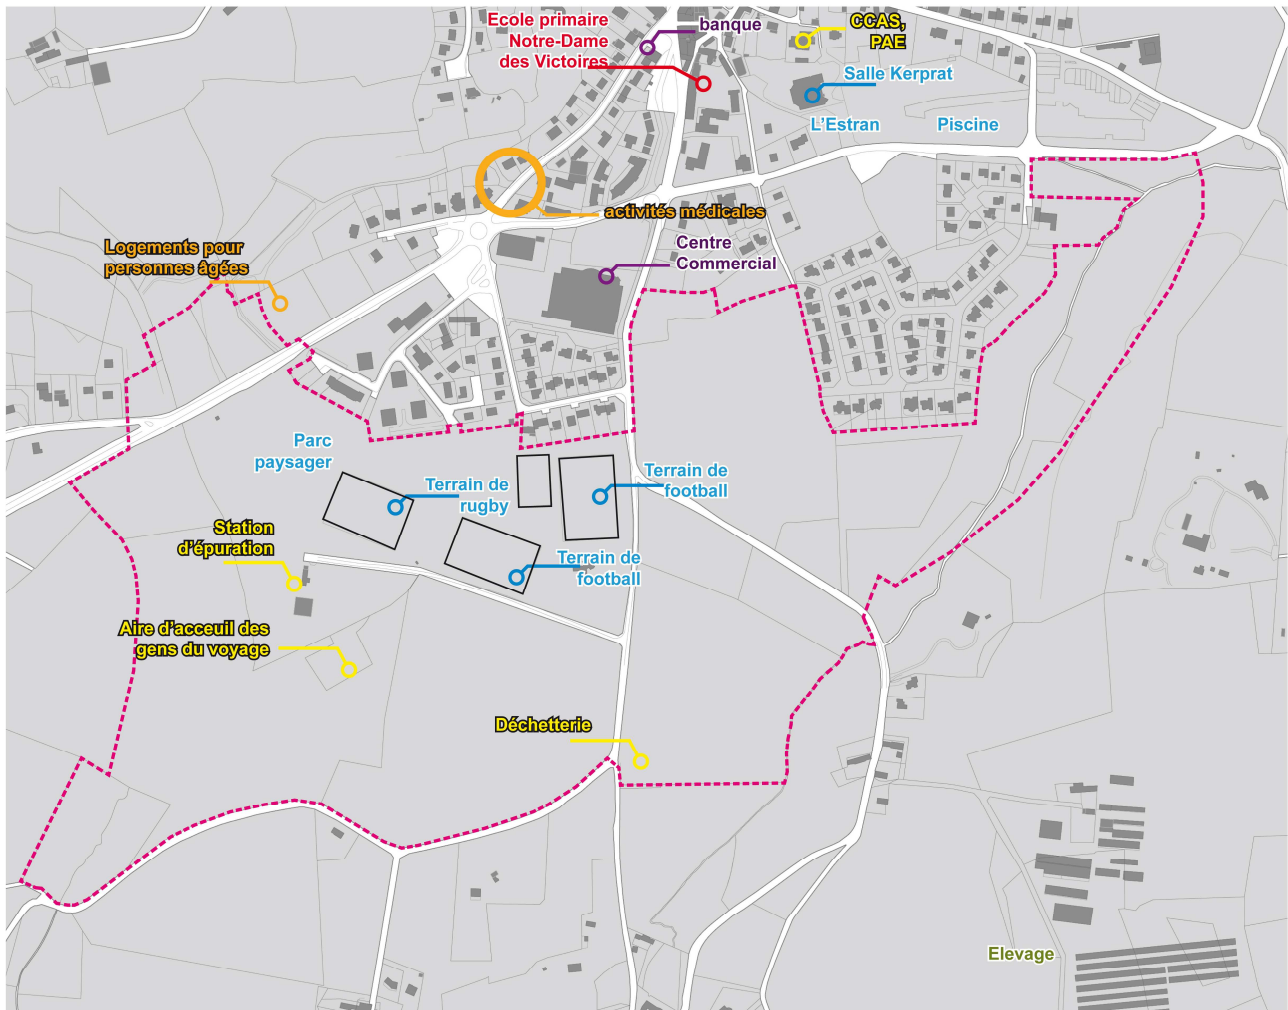 Ecole primaire
Notre-Dame
des Victoires
banque
CCAS,
PAE
Salle Kerprat
L'Estran
Piscine
activités médicales
Centre
Commercial
Logements pour
personnes âgées
Parc
paysager
Terrain de
rugby
Terrain de
football
Station
d'épuration
Terrain de
football
Aire d'acceuil des
gens du voyage
Déchetterie
Elevage